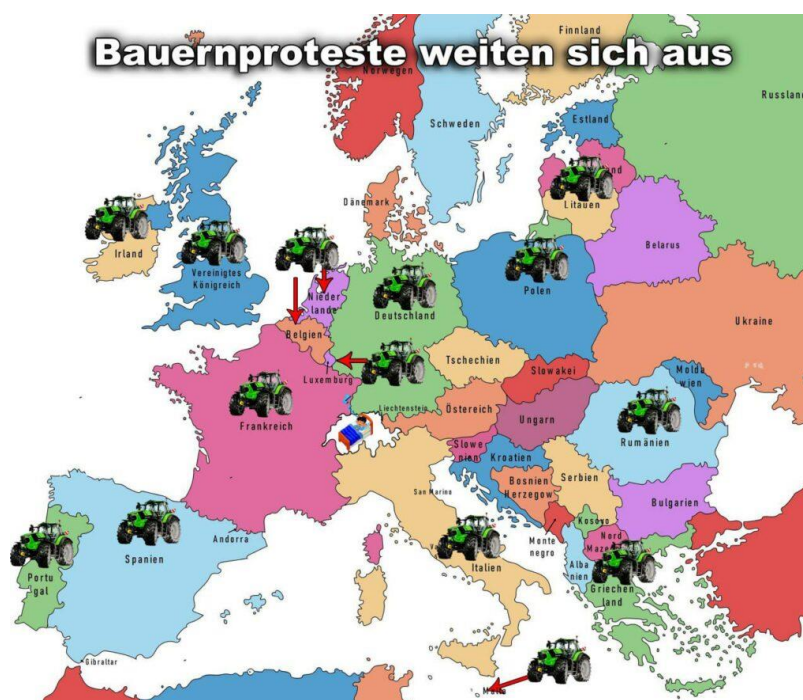 Bauernproteste weiten sich aus
Finnland
Norwegen
Russland
Schweden
Estland
Dänemark
Litauen
Irland
Belarus
Vereinigtes
Königreich
Nieder
lande
Polen
Deutschland
Ukraine
Belgien
Tschechien
Luxemburg
Slowakei
Moldawien
Liechtenstein
Österreich
Frankreich
Ungarn
Rumänien
Slowe
nien
Kroatien
San Marino
Bosnien
Herzegow
Serbien
Bulgarien
Kosovo
Andorra
Monte
negro
Nord
Spanien
Italien
Alba
nien
Portu
gal
Griechen
land
Gibraltar
Malta